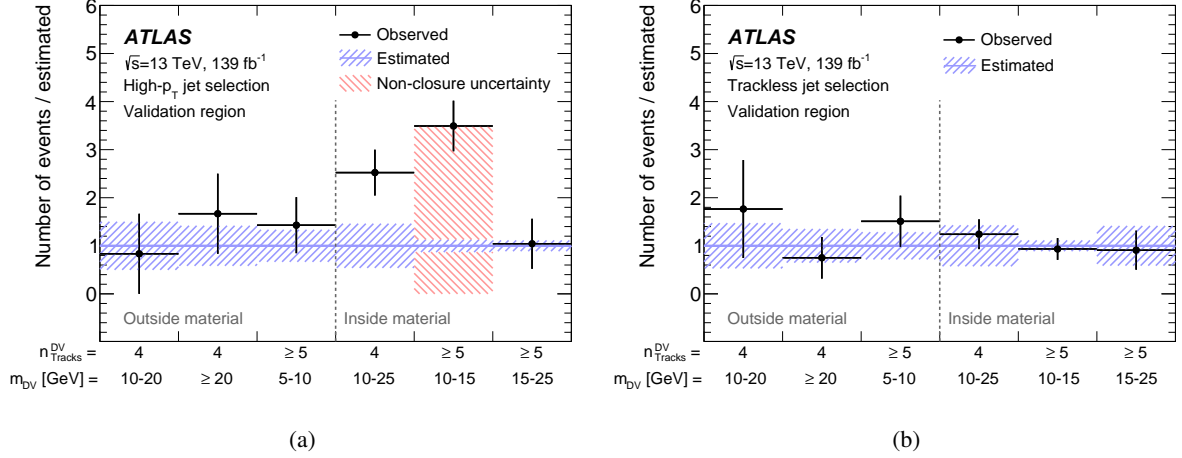 Number of events / estimated
6
5
4
3
2
1
0
ATLAS
√s=13 TeV, 139 fb⁻¹
High-p_T jet selection
Validation region
Observed
Estimated
Non-closure uncertainty
Outside material
Inside material
n^DV_Tracks = 4 4 ≥ 5 4 ≥ 5 ≥ 5
m_DV [GeV] = 10-20 ≥ 20 5-10 10-25 10-15 15-25
(a)
Number of events / estimated
6
5
4
3
2
1
0
ATLAS
√s=13 TeV, 139 fb⁻¹
Trackless jet selection
Validation region
Observed
Estimated
Outside material
Inside material
n^DV_Tracks = 4 4 ≥ 5 4 ≥ 5 ≥ 5
m_DV [GeV] = 10-20 ≥ 20 5-10 10-25 10-15 15-25
(b)